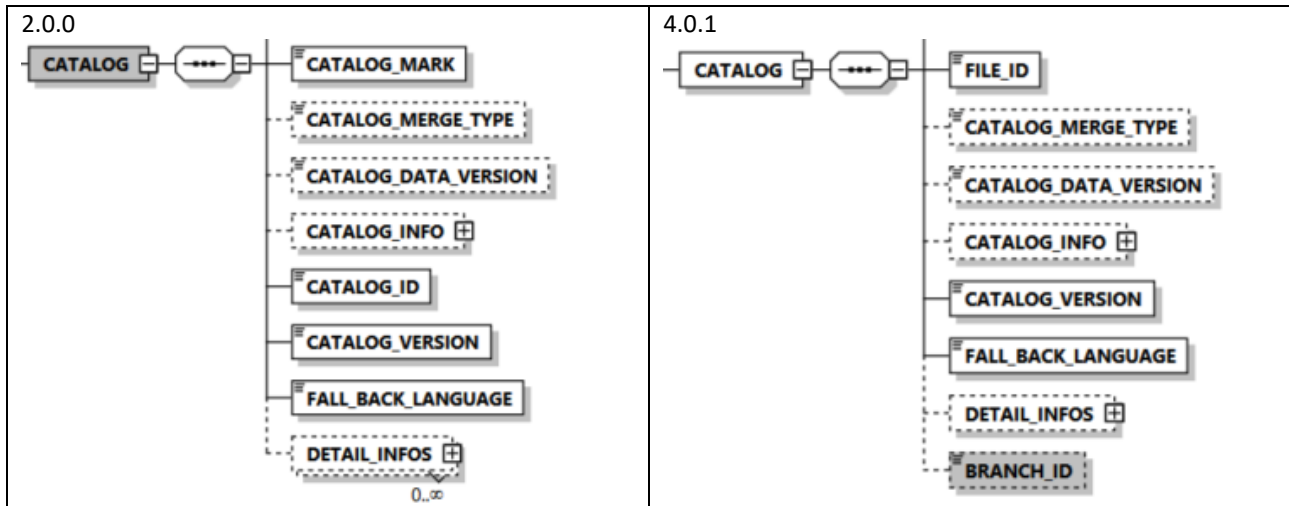 2.0.0
CATALOG
CATALOG_MARK
CATALOG_MERGE_TYPE
CATALOG_DATA_VERSION
CATALOG_INFO
CATALOG_ID
CATALOG_VERSION
FALL_BACK_LANGUAGE
DETAIL_INFOS
0..∞
4.0.1
CATALOG
FILE_ID
CATALOG_MERGE_TYPE
CATALOG_DATA_VERSION
CATALOG_INFO
CATALOG_VERSION
FALL_BACK_LANGUAGE
DETAIL_INFOS
BRANCH_ID